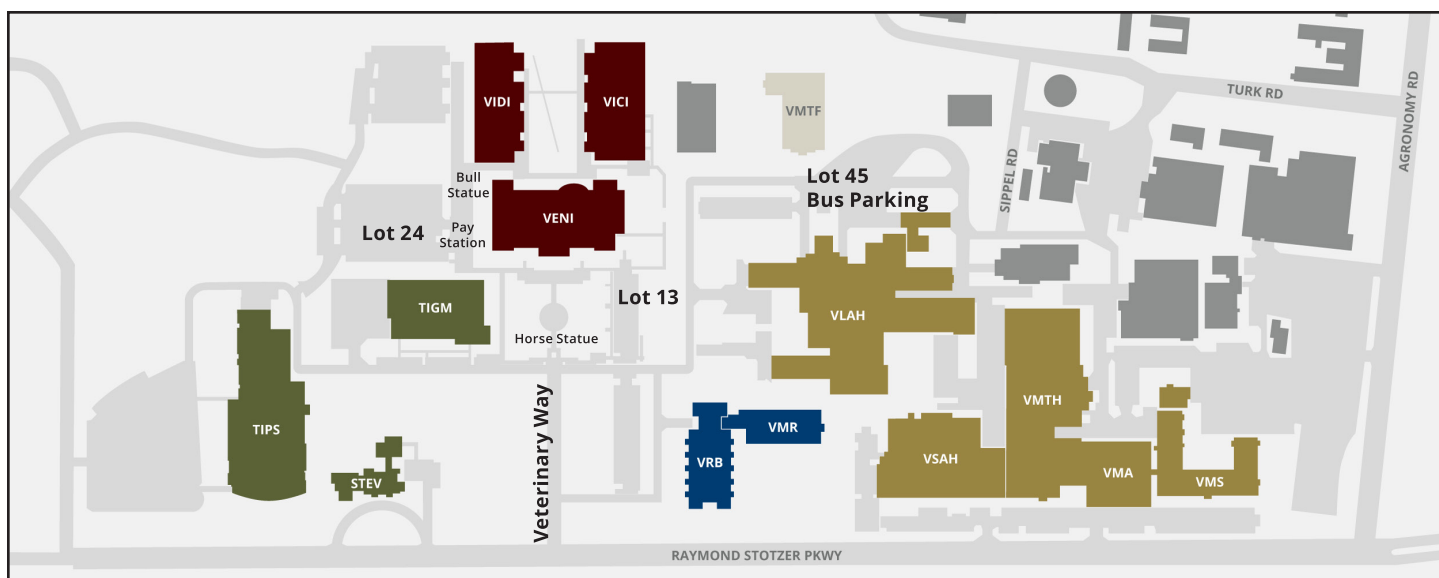 TURK RD
AGRONOMY RD
VIDI
VICI
VMTF
SIPPEL RD
Bull
Statue
Lot 45
Bus Parking
VENI
Lot 24
Pay
Station
TIGM
Lot 13
VLAH
Horse Statue
Veterinary Way
VMTH
TIPS
VMR
VRB
VSAH
VMA
STEV
VMS
RAYMOND STOTZER PKWY